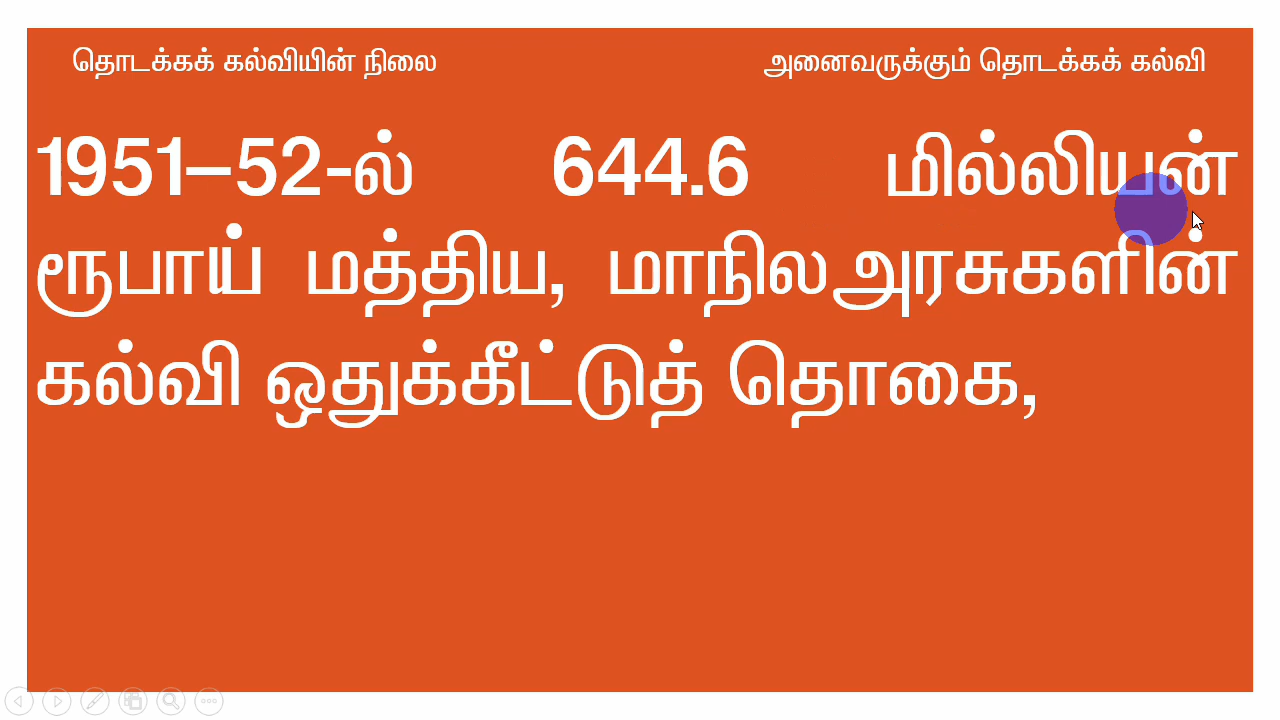 தொடக்கக் கல்வியின் நிலை அனைவருக்கும் தொடக்கக் கல்வி
1951–52-ல் 644.6 மில்லியன்
ரூபாய் மத்திய, மாநிலஅரசுகளின்
கல்வி ஒதுக்கீட்டுத் தொகை,